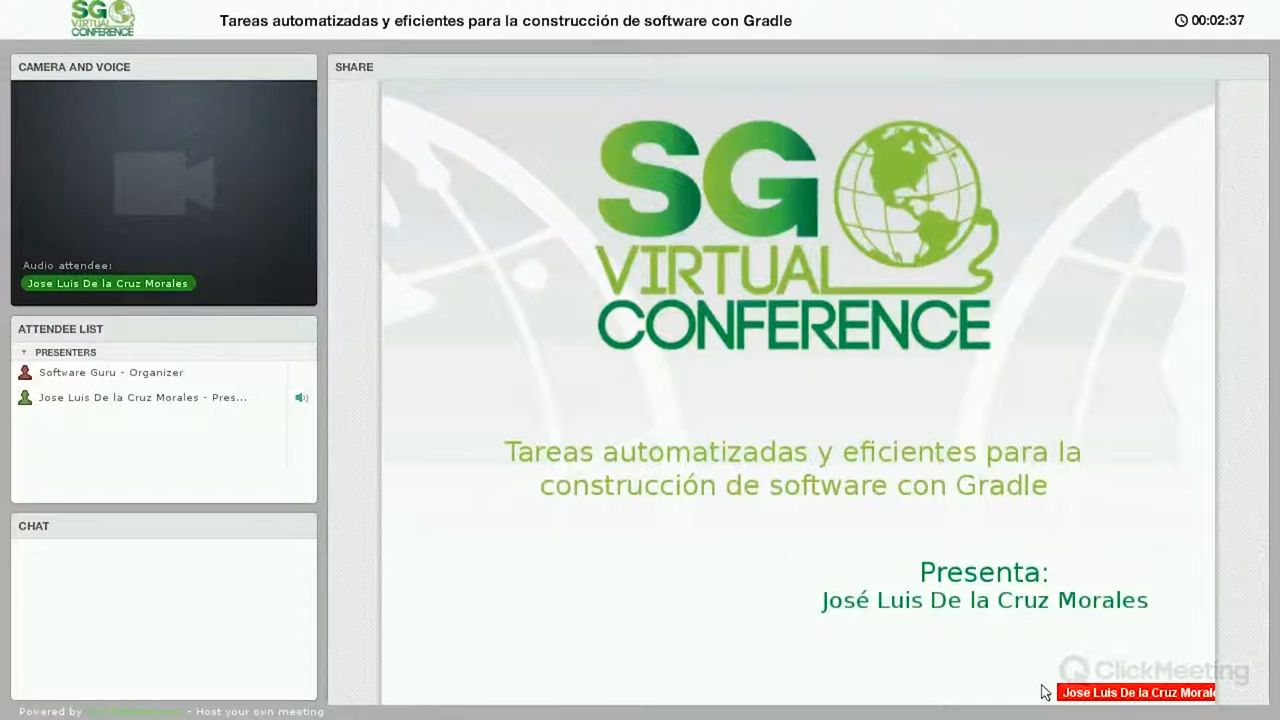 SG
VIRTUAL
CONFERENCE
Tareas automatizadas y eficientes para la construcción de software con Gradle
00:02:37
CAMERA AND VOICE
Audio attendee:
Jose Luis De la Cruz Morales
ATTENDEE LIST
PRESENTERS
Software Guru - Organizer
Jose Luis De la Cruz Morales - Pres...
CHAT
Powered by
- Host your own meeting
SHARE
SG
VIRTUAL
CONFERENCE
Tareas automatizadas y eficientes para la
construcción de software con Gradle
Presenta:
José Luis De la Cruz Morales
ClickMeeting
Jose Luis De la Cruz Morale